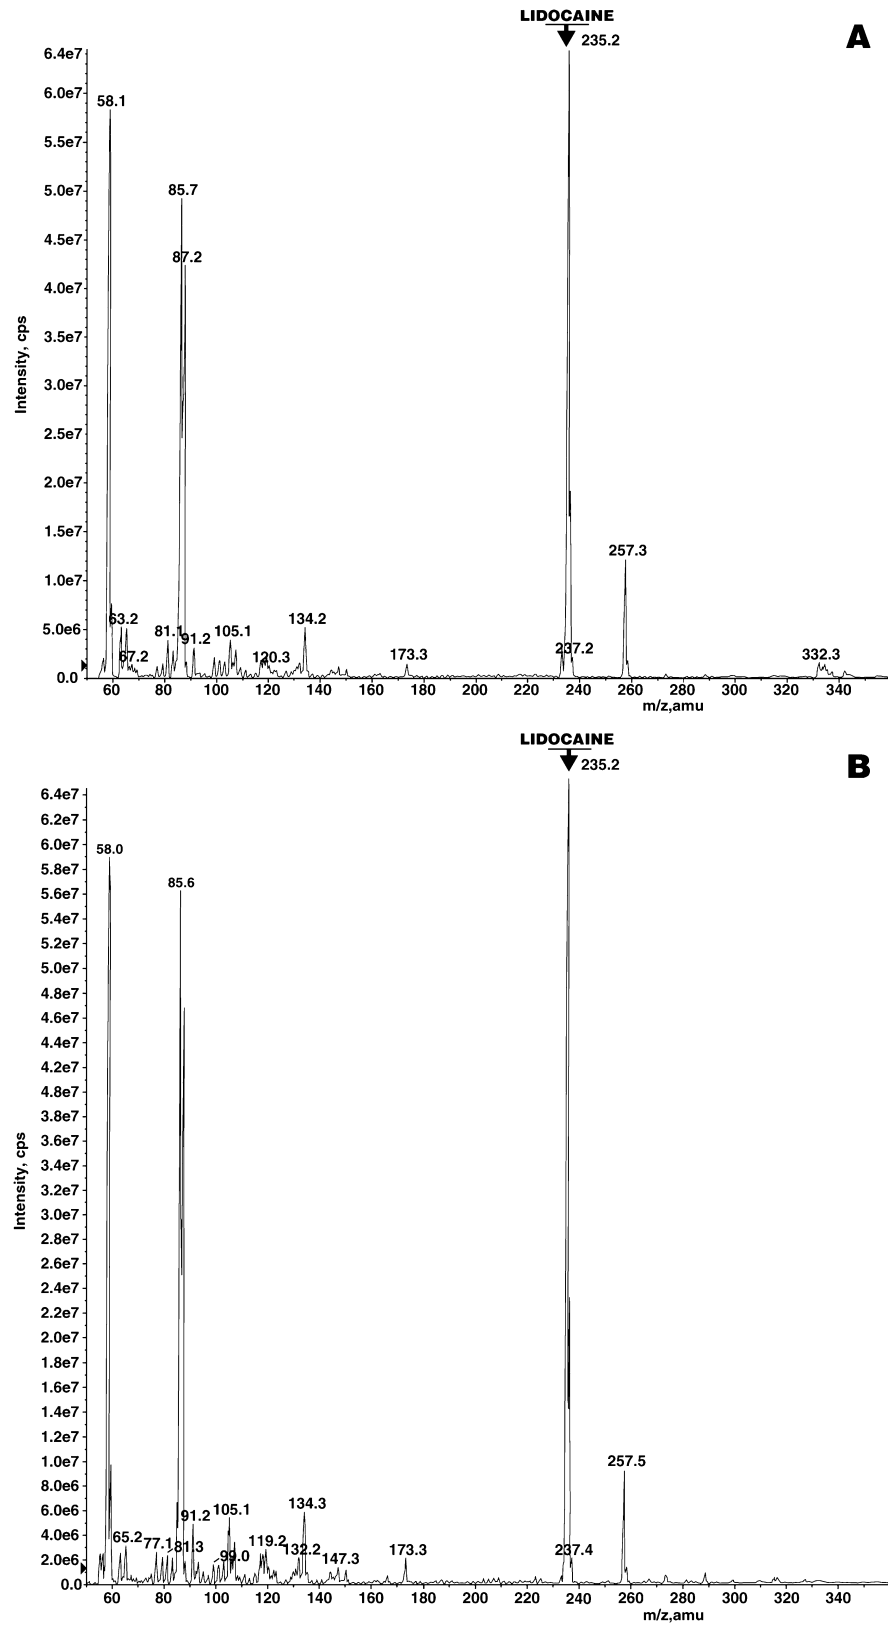 LIDOCAINE
A
235.2
6.4e7
6.0e7
58.1
5.5e7
85.7
5.0e7
4.5e7
87.2
4.0e7
3.5e7
Intensity, cps
3.0e7
2.5e7
2.0e7
1.5e7
257.3
1.0e7
5.0e6
63.2
67.2
81.1
91.2
105.1
120.3
134.2
173.3
237.2
332.3
0.0
60 80 100 120 140 160 180 200 220 240 260 280 300 320 340
m/z,amu
LIDOCAINE
B
235.2
6.4e7
6.2e7
6.0e7
58.0
5.8e7
85.6
5.6e7
5.4e7
5.2e7
5.0e7
4.8e7
4.6e7
4.4e7
4.2e7
4.8e7
3.8e7
3.6e7
Intensity, cps
3.4e7
3.2e7
3.0e7
2.8e7
2.6e7
2.4e7
2.2e7
2.0e7
1.8e7
1.6e7
1.4e7
1.2e7
1.0e7
257.5
8.0e6
6.0e6
4.0e6
2.0e6
65.2
77.1
81.3
91.2
99.0
105.1
119.2
132.2
134.3
147.3
173.3
237.4
0.0
60 80 100 120 140 160 180 200 220 240 260 280 300 320 340
m/z,amu